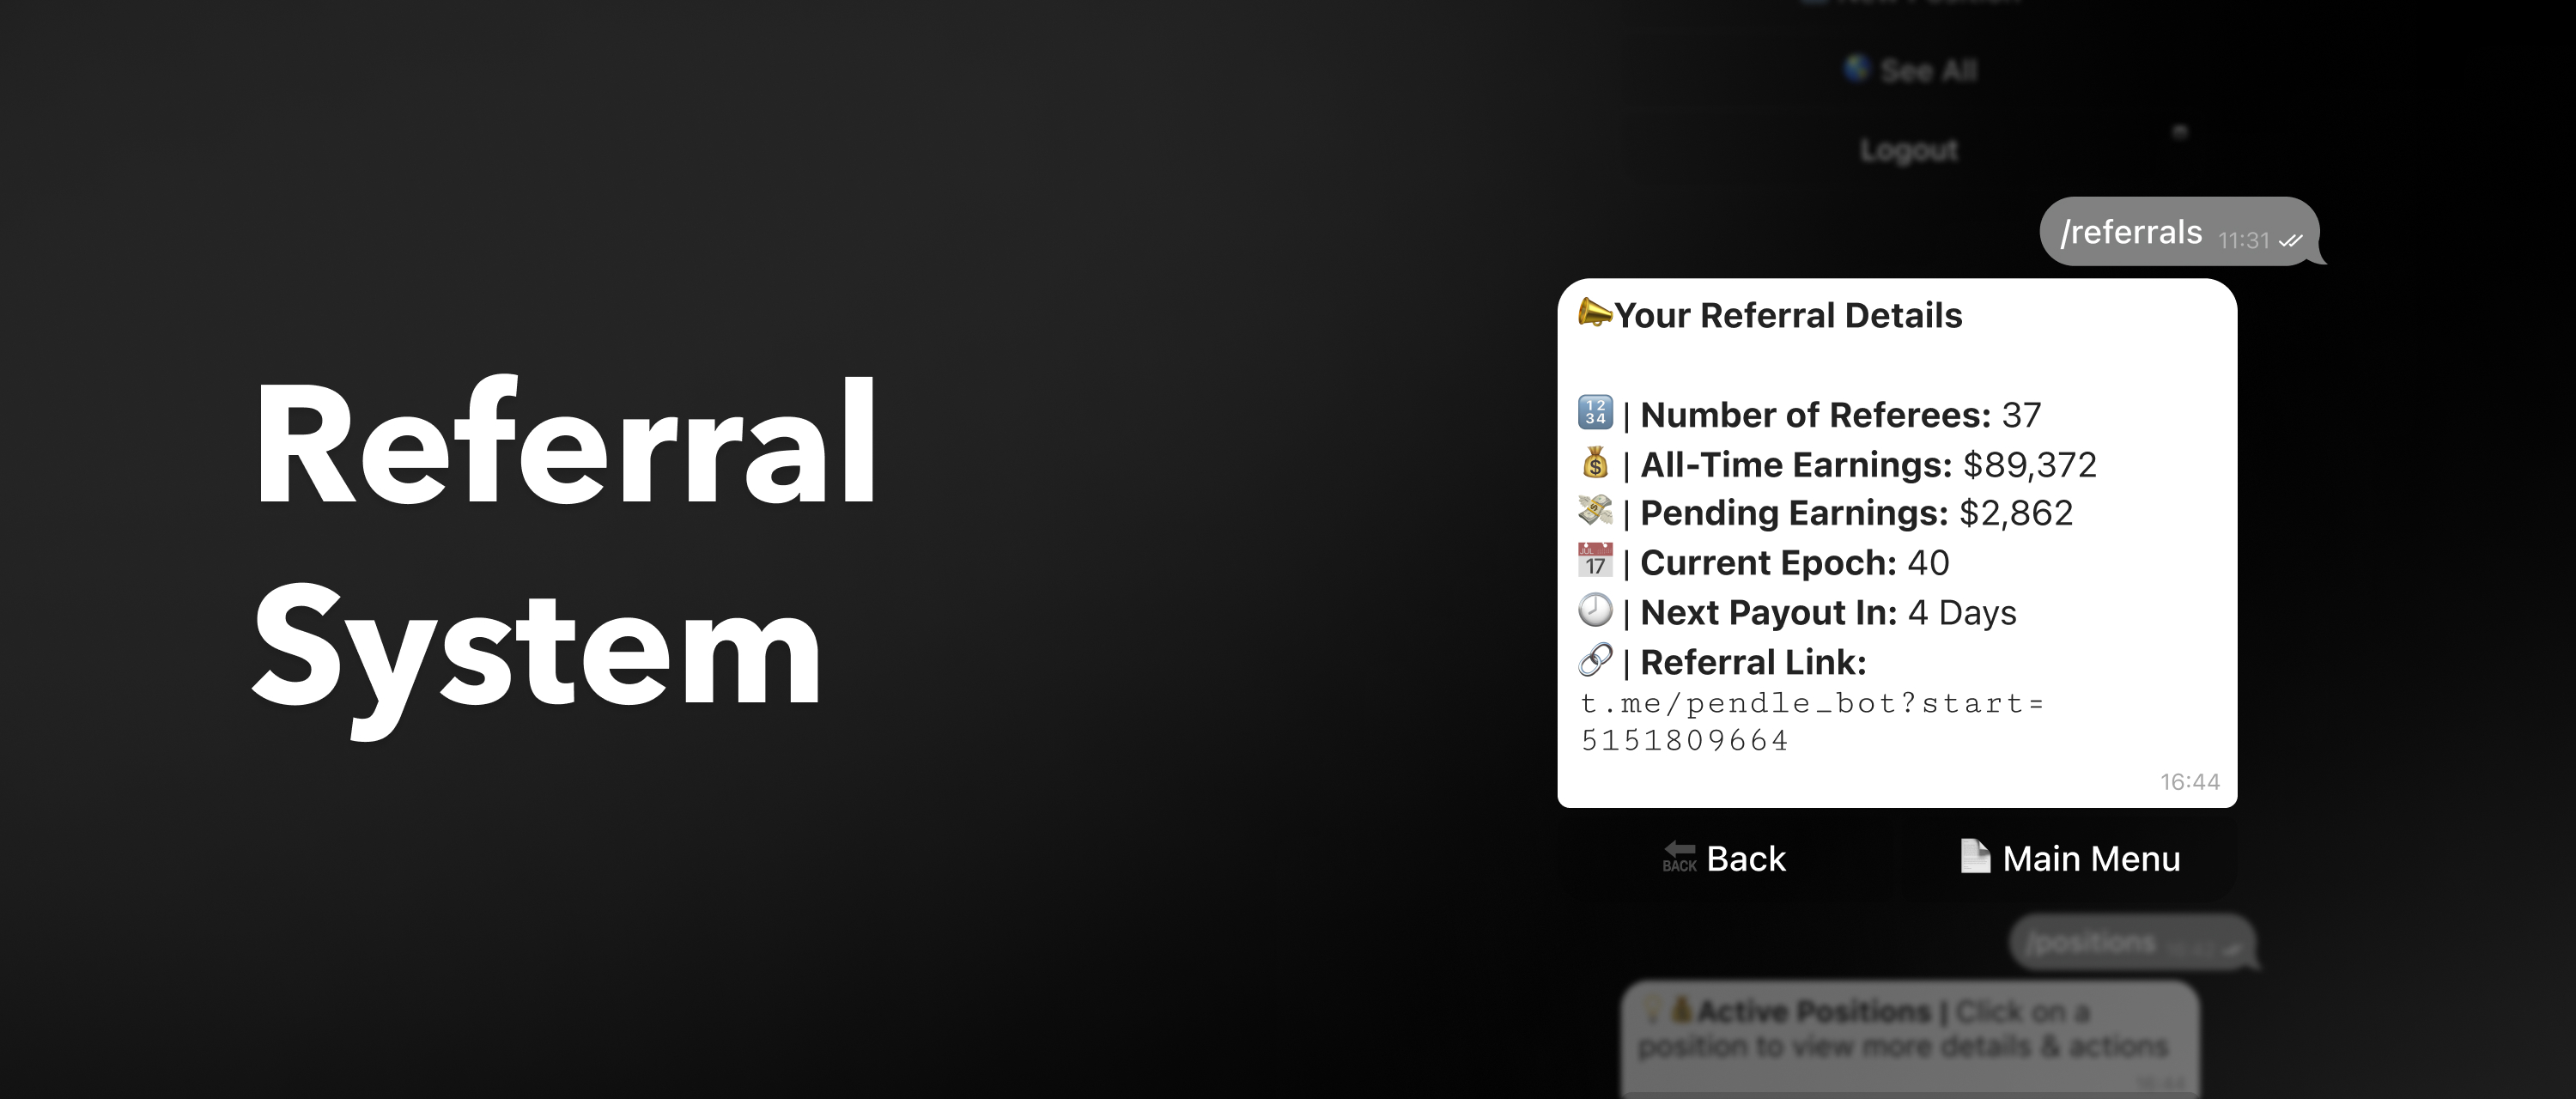 Referral
System
See All
Logout
/referrals 11:31
Your Referral Details
| Number of Referees: 37
| All-Time Earnings: $89,372
| Pending Earnings: $2,862
| Current Epoch: 40
| Next Payout In: 4 Days
| Referral Link:
t.me/pendle_bot?start=
5151809664
16:44
Back
Main Menu
/positions
Active Positions | Click on a
position to view more details & actions
16:44